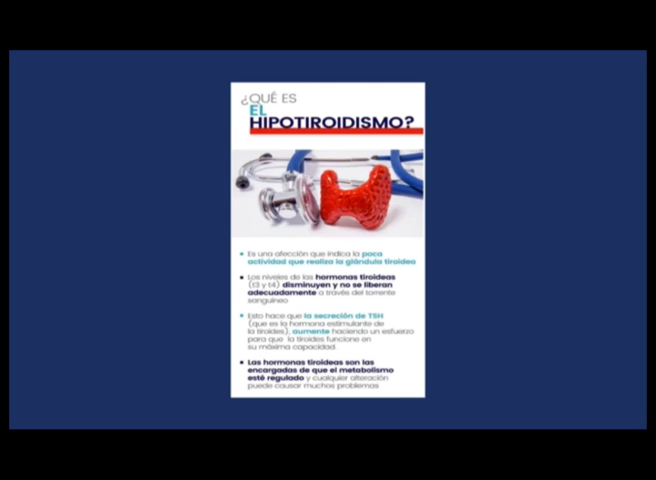 ¿QUÉ ES
EL
HIPOTIROIDISMO?
Es una afección que indica la poca
actividad que realiza la glándula tiroidea
Los niveles de las hormonas tiroideas
(t3 y t4) disminuyen y no se liberan
adecuadamente a través del torrente
sanguíneo
Esto hace que la secreción de TSH
(que es la hormona estimulante de
la tiroides), aumente haciendo un esfuerzo
para que la tiroides funcione en
su máxima capacidad.
Las hormonas tiroideas son las
encargadas de que el metabolismo
esté regulado y cualquier alteración
puede causar muchos problemas